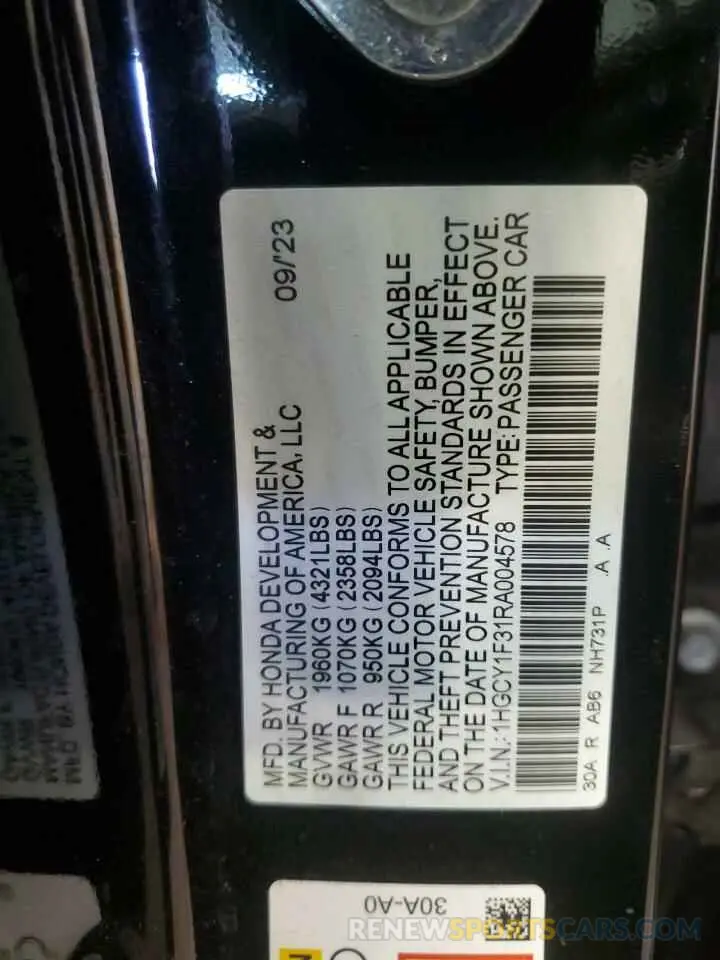 MFD. BY HONDA DEVELOPMENT &
MANUFACTURING OF AMERICA, LLC 09/'23
GVWR 1960KG (4321LBS)
GAWR F 1070KG (2358LBS)
GAWR R 950KG (2094LBS)
THIS VEHICLE CONFORMS TO ALL APPLICABLE
FEDERAL MOTOR VEHICLE SAFETY, BUMPER,
AND THEFT PREVENTION STANDARDS IN EFFECT
ON THE DATE OF MANUFACTURE SHOWN ABOVE.
V.I.N.:1HGCY1F31RA004578 TYPE:PASSENGER CAR
30A R AB6 NH731P .A .A
30A-A0
RENEWSPORTSCARS.COM